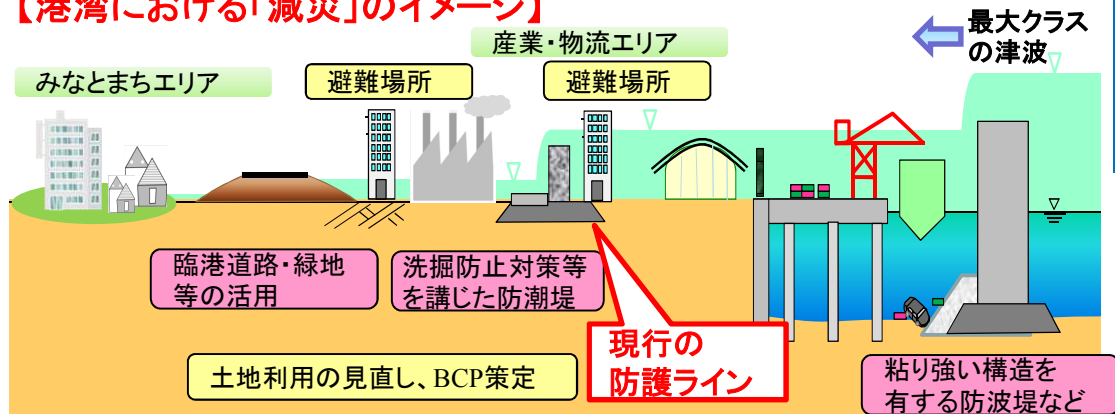 【港湾における「減災」のイメージ】
最大クラス
の津波
産業・物流エリア
みなとまちエリア
避難場所
避難場所
臨港道路・緑地
等の活用
洗掘防止対策等
を講じた防潮堤
現行の
防護ライン
土地利用の見直し、BCP策定
粘り強い構造を
有する防波堤など